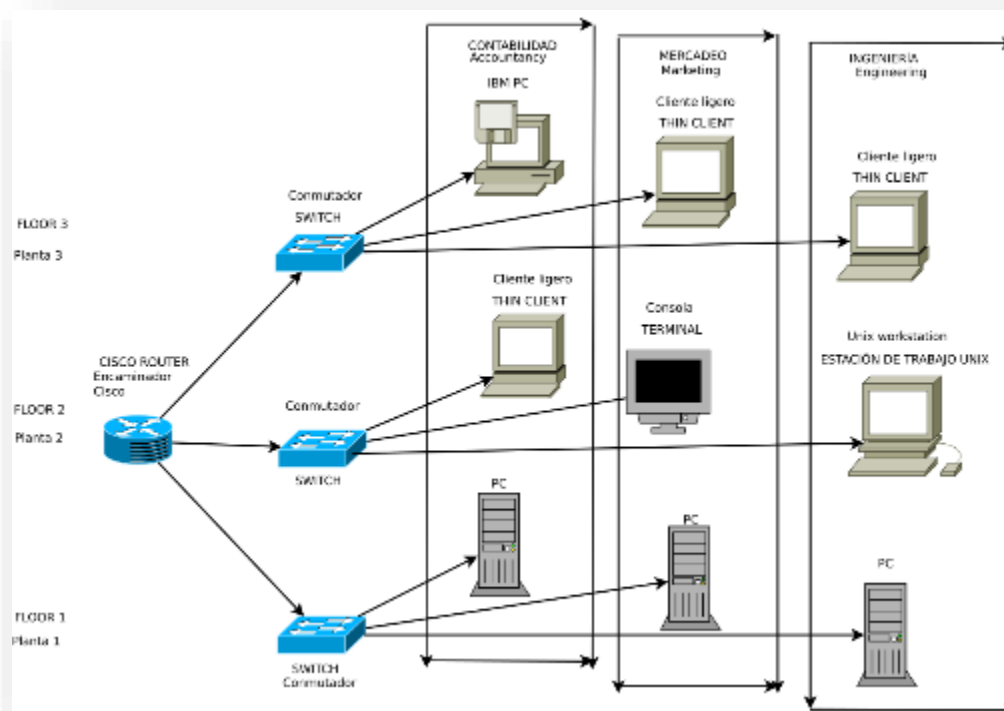 CONTABILIDAD
Accountancy
IBM PC
MERCADEO
Marketing
Cliente ligero
THIN CLIENT
INGENIERÍA
Engineering
Cliente ligero
THIN CLIENT
Conmutador
SWITCH
FLOOR 3
Planta 3
Cliente ligero
THIN CLIENT
Consola
TERMINAL
Unix workstation
ESTACIÓN DE TRABAJO UNIX
CISCO ROUTER
Encaminador
Cisco
FLOOR 2
Planta 2
Conmutador
SWITCH
PC
PC
PC
FLOOR 1
Planta 1
SWITCH
Conmutador